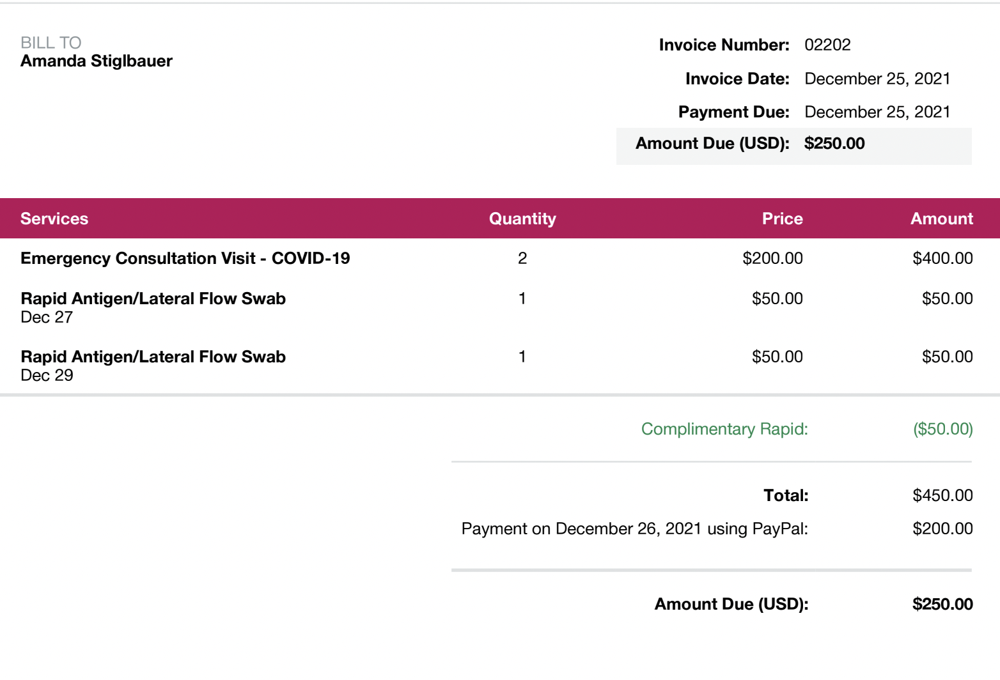 BILL TO
Amanda Stiglbauer
Invoice Number: 02202
Invoice Date: December 25, 2021
Payment Due: December 25, 2021
Amount Due (USD): $250.00
Services Quantity Price Amount
Emergency Consultation Visit - COVID-19 2 $200.00 $400.00
Rapid Antigen/Lateral Flow Swab 1 $50.00 $50.00
Dec 27
Rapid Antigen/Lateral Flow Swab 1 $50.00 $50.00
Dec 29
Complimentary Rapid: ($50.00)
Total: $450.00
Payment on December 26, 2021 using PayPal: $200.00
Amount Due (USD): $250.00